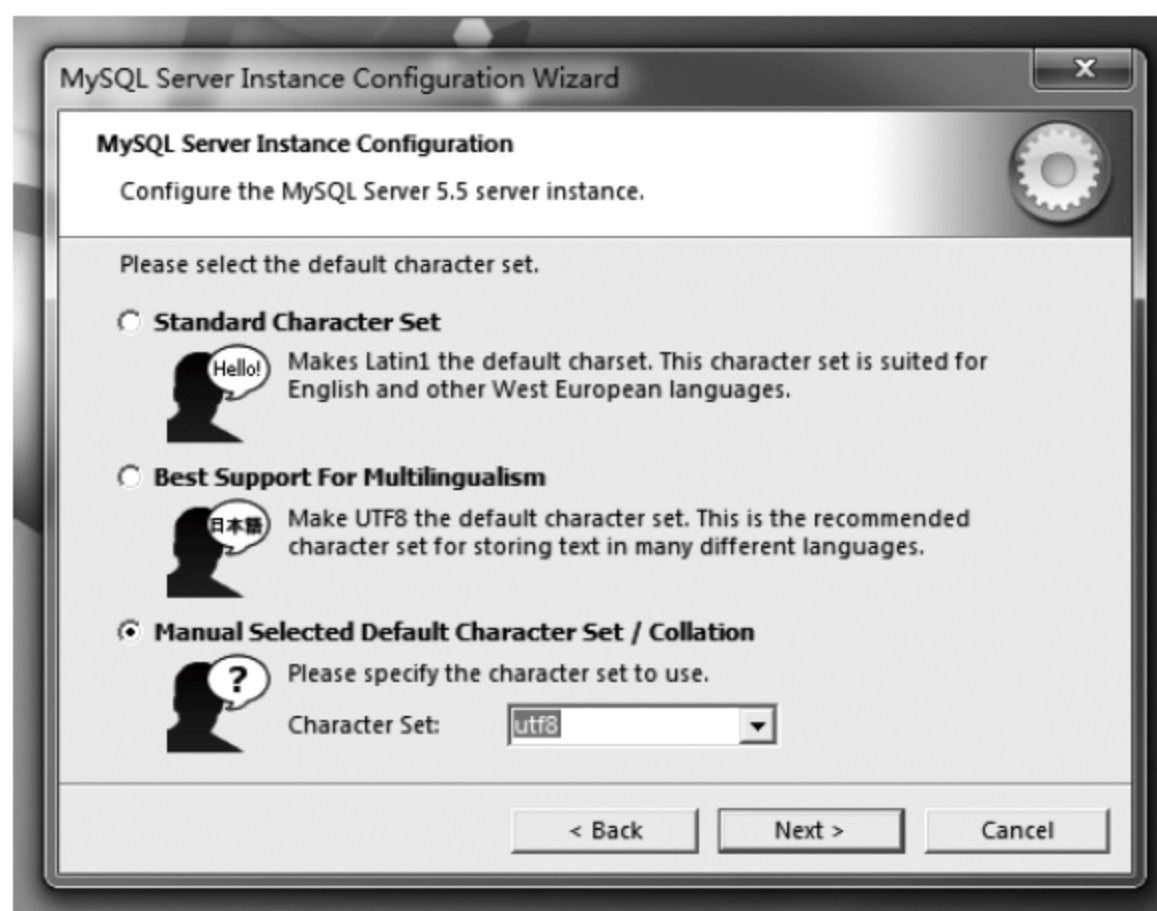 MySQL Server Instance Configuration Wizard
MySQL Server Instance Configuration
Configure the MySQL Server 5.5 server instance.
Please select the default character set.
Standard Character Set
Hello!
Makes Latin1 the default charset. This character set is suited for
English and other West European languages.
Best Support For Multilingualism
日本語
Make UTF8 the default character set. This is the recommended
character set for storing text in many different languages.
Manual Selected Default Character Set / Collation
?
Please specify the character set to use.
Character Set: utf8
< Back Next > Cancel